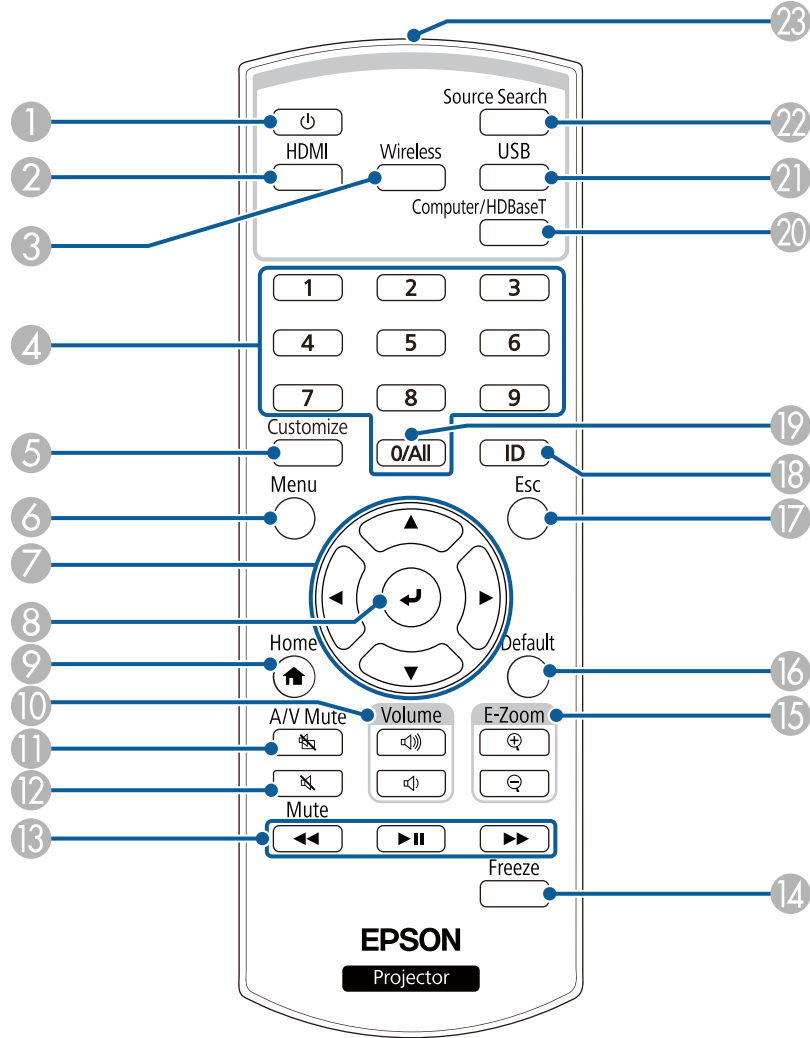 23
Source Search
1
22
HDMI
Wireless
USB
2
21
Computer/HDBaseT
3
20
1 2 3
4
4 5 6
7 8 9
Customize
19
0/All
ID
5
18
Menu
Esc
6
17
7
8
Home
Default
9
16
10
15
A/V Mute
Volume
E-Zoom
11
12
Mute
13
Freeze
14
EPSON
Projector